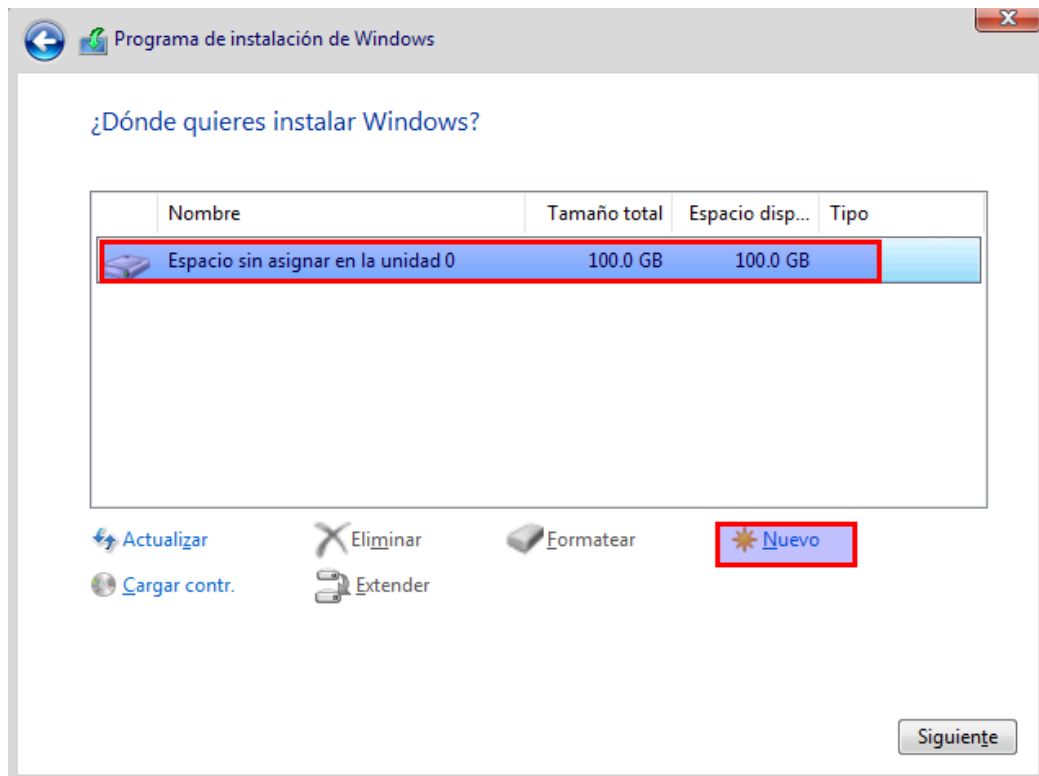 Programa de instalación de Windows
¿Dónde quieres instalar Windows?
Nombre Tamaño total Espacio disp... Tipo
Espacio sin asignar en la unidad 0 100.0 GB 100.0 GB
Actualizar Eliminar Formatear Nuevo
Cargar contr. Extender
Siguiente